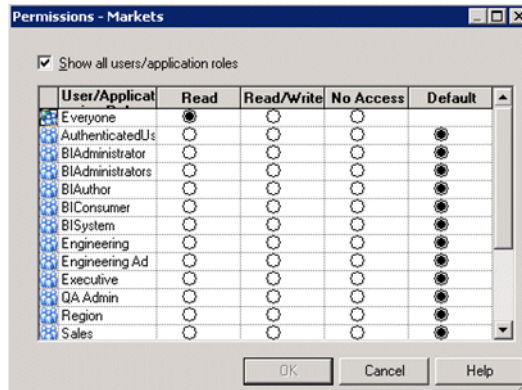 Permissions - Markets
Show all users/application roles
User/Applicat Read Read/Write No Access Default
Everyone
AuthenticatedUs
BIAdministrator
BIAdministrators
BIAuthor
BIConsumer
BISystem
Engineering
Engineering Ad
Executive
QA Admin
Region
Sales
OK Cancel Help